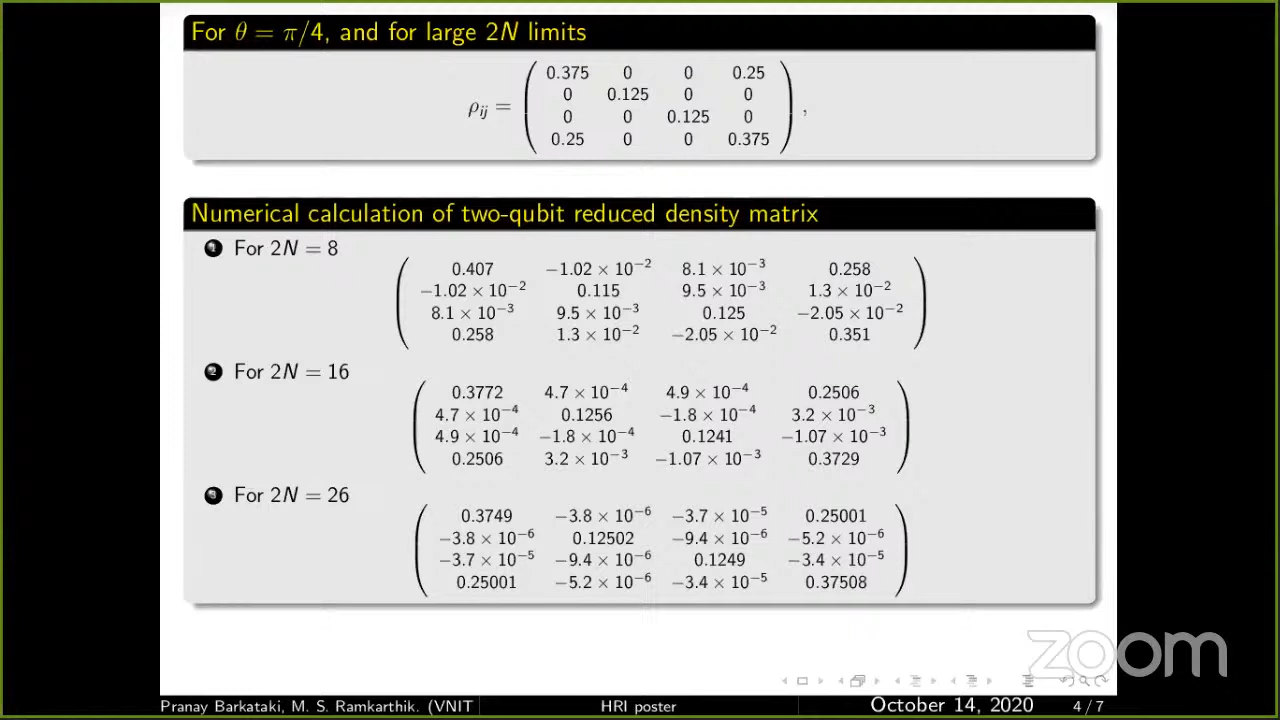 For θ = π/4, and for large 2N limits
0.375 0 0 0.25
0 0.125 0 0
ρij = ,
0 0 0.125 0
0.25 0 0 0.375
Numerical calculation of two-qubit reduced density matrix
1 For 2N = 8
0.407 −1.02 × 10⁻² 8.1 × 10⁻³ 0.258
−1.02 × 10⁻² 0.115 9.5 × 10⁻³ 1.3 × 10⁻²
8.1 × 10⁻³ 9.5 × 10⁻³ 0.125 −2.05 × 10⁻²
0.258 1.3 × 10⁻² −2.05 × 10⁻² 0.351
2 For 2N = 16
0.3772 4.7 × 10⁻⁴ 4.9 × 10⁻⁴ 0.2506
4.7 × 10⁻⁴ 0.1256 −1.8 × 10⁻⁴ 3.2 × 10⁻³
4.9 × 10⁻⁴ −1.8 × 10⁻⁴ 0.1241 −1.07 × 10⁻³
0.2506 3.2 × 10⁻³ −1.07 × 10⁻³ 0.3729
3 For 2N = 26
0.3749 −3.8 × 10⁻⁶ −3.7 × 10⁻⁵ 0.25001
−3.8 × 10⁻⁶ 0.12502 −9.4 × 10⁻⁶ −5.2 × 10⁻⁶
−3.7 × 10⁻⁵ −9.4 × 10⁻⁶ 0.1249 −3.4 × 10⁻⁵
0.25001 −5.2 × 10⁻⁶ −3.4 × 10⁻⁵ 0.37508
zoom
Pranay Barkataki, M. S. Ramkarthik. (VNIT HRI poster October 14, 2020 4 / 7